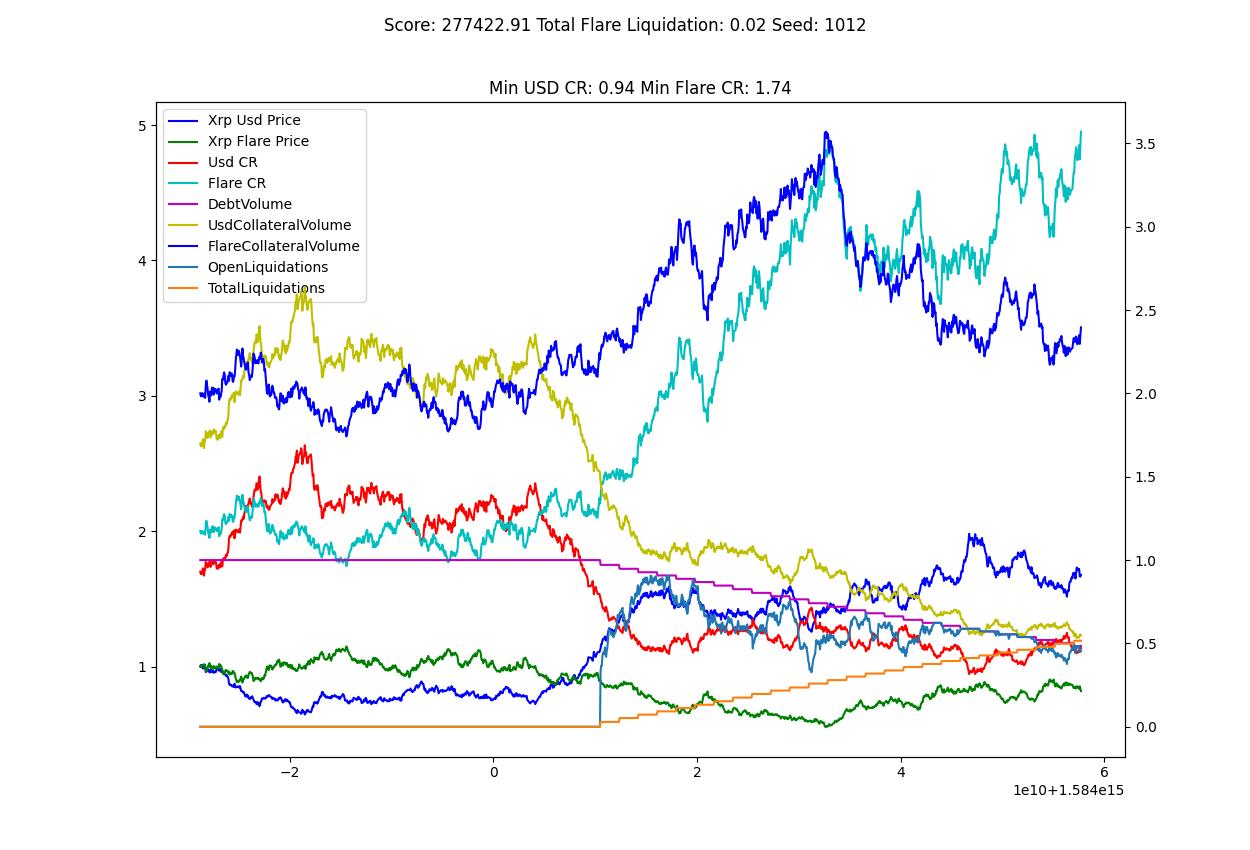 Score: 277422.91 Total Flare Liquidation: 0.02 Seed: 1012
Min USD CR: 0.94 Min Flare CR: 1.74
Xrp Usd Price
Xrp Flare Price
Usd CR
Flare CR
DebtVolume
UsdCollateralVolume
FlareCollateralVolume
OpenLiquidations
TotalLiquidations
5
4
3
2
1
3.5
3.0
2.5
2.0
1.5
1.0
0.5
0.0
−2 0 2 4 6
1e10+1.584e15